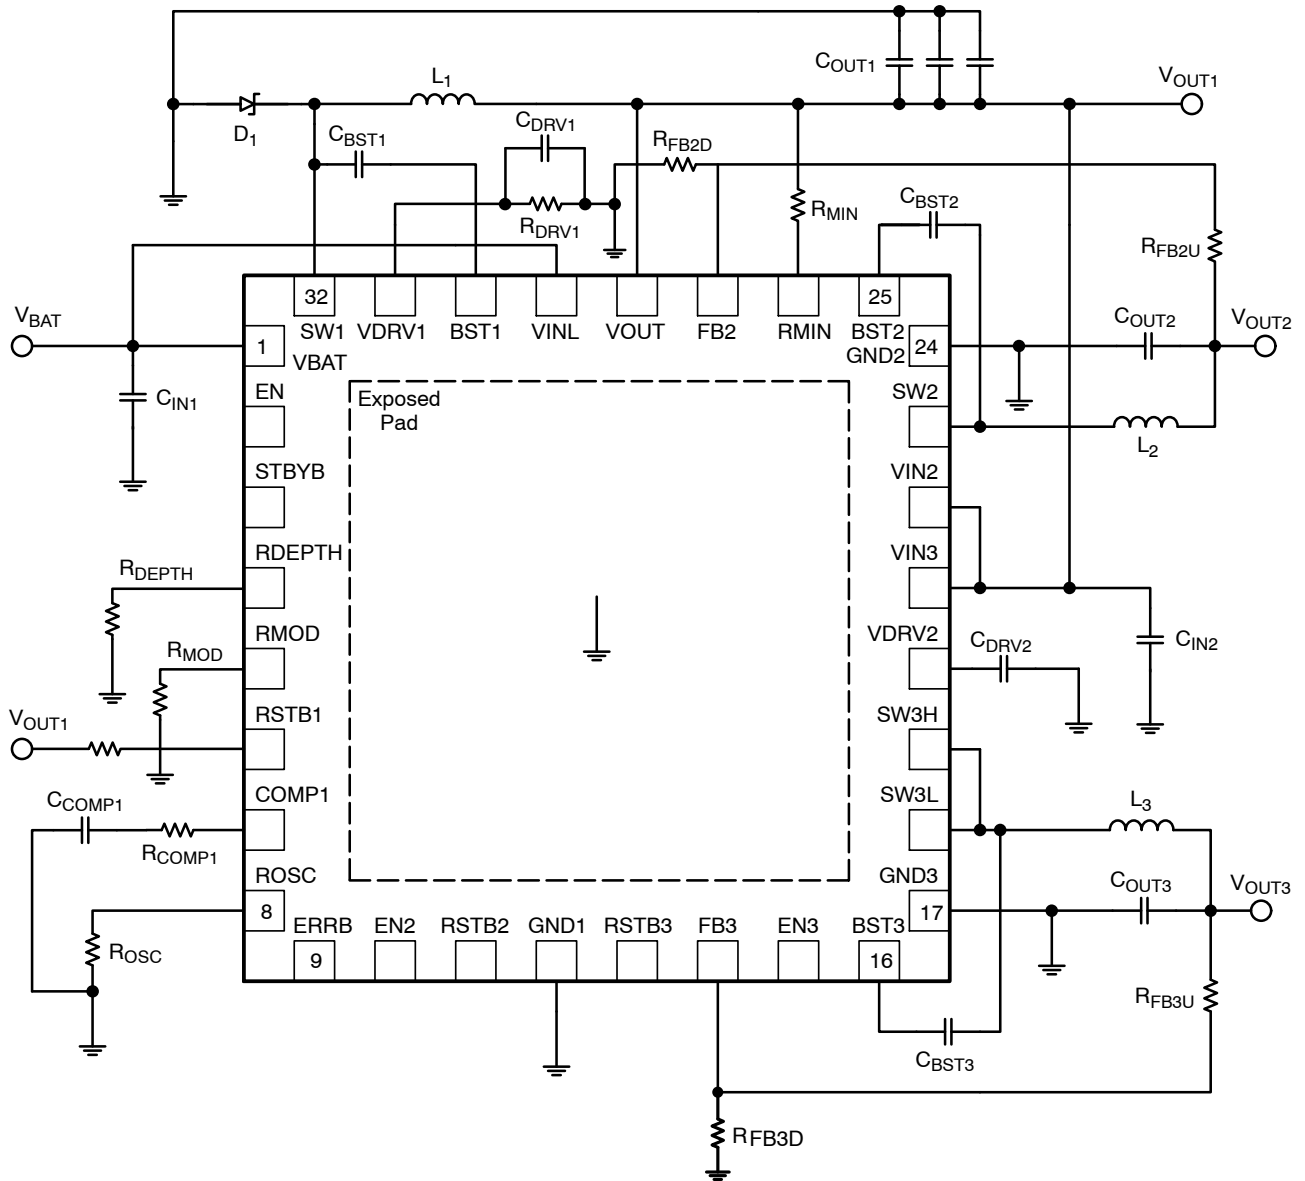 COUT1
VOUT1
L1
D1
CBST1
CDRV1
RDRV1
RFB2D
RMIN
CBST2
RFB2U
VBAT
CIN1
COUT2
VOUT2
L2
32
25
SW1
VDRV1
BST1
VINL
VOUT
FB2
RMIN
BST2
1
VBAT
GND2
24
EN
SW2
Exposed
Pad
STBYB
VIN2
RDEPTH
RDEPTH
VIN3
RMOD
RMOD
VDRV2
CDRV2
CIN2
VOUT1
RSTB1
SW3H
CCOMP1
RCOMP1
COMP1
SW3L
L3
ROSC
ROSC
8
GND3
17
COUT3
VOUT3
ERRB
EN2
RSTB2
GND1
RSTB3
FB3
EN3
BST3
9
16
RFB3U
CBST3
RFB3D